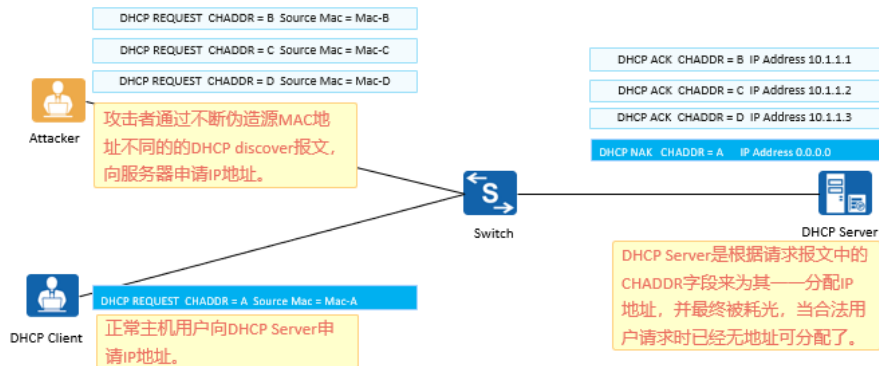 DHCP REQUEST CHADDR = B Source Mac = Mac-B
DHCP REQUEST CHADDR = C Source Mac = Mac-C
DHCP REQUEST CHADDR = D Source Mac = Mac-D
Attacker
攻击者通过不断伪造源MAC地
址不同的的DHCP discover报文,
向服务器申请IP地址。
DHCP ACK CHADDR = B IP Address 10.1.1.1
DHCP ACK CHADDR = C IP Address 10.1.1.2
DHCP ACK CHADDR = D IP Address 10.1.1.3
DHCP NAK CHADDR = A IP Address 0.0.0.0
S
Switch
DHCP Server
DHCP Server是根据请求报文中的
CHADDR字段来为其一一分配IP
地址，并最终被耗光，当合法用
户请求时已经无地址可分配了。
DHCP REQUEST CHADDR = A Source Mac = Mac-A
DHCP Client
正常主机用户向DHCP Server申
请IP地址。